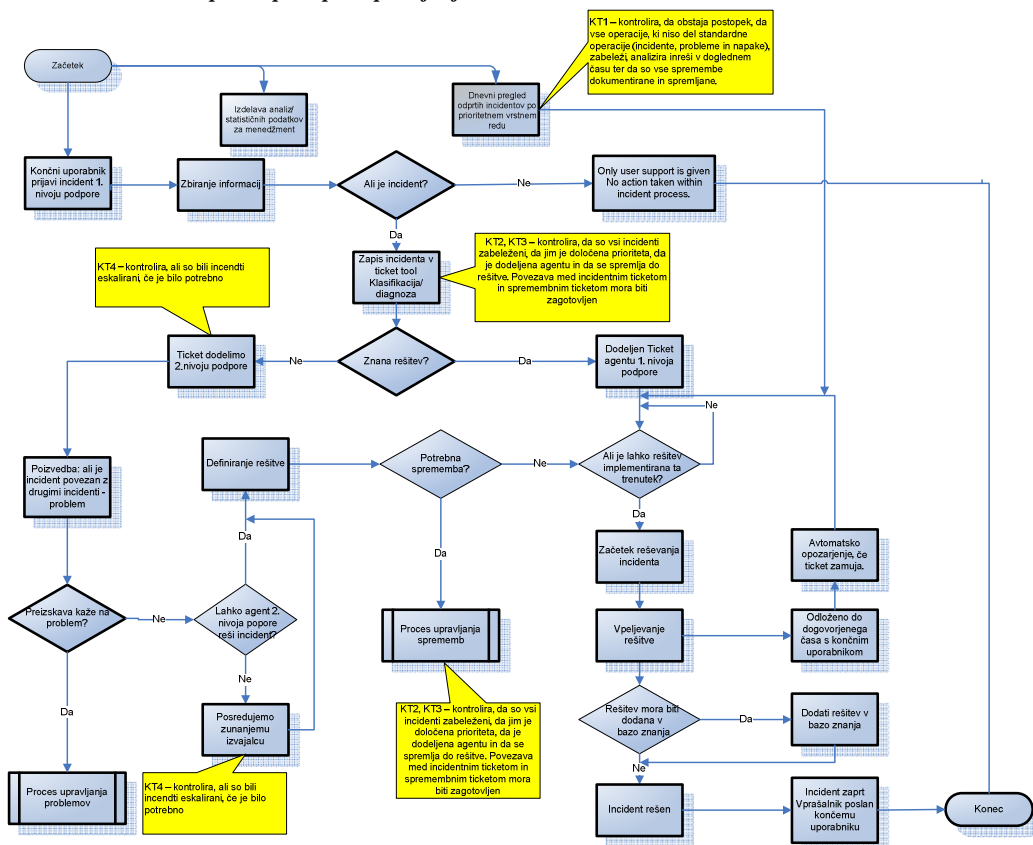 KT1 – kontrolira, da obstaja postopek, da
vse operacije, ki niso del standardne
operacije (incidente, probleme in napake),
zabeleži, analizira inreši v doglednem
času ter da so vse spremembe
dokumentirane in spremljane.
Začetek
Izdelava analiz/
statističnih podatkov
za menedžment
Dnevni pregled
odprtih incidentov po
prioritetnem vrstnem
redu
Končni uporabnik
prijavi incident 1.
nivoju podpore
Zbiranje informacij
Ali je incident?
Ne
Only user support is given
No action taken within
incident process.
Da
KT4 – kontrolira, ali so bili incendti
eskalirani, če je bilo potrebno
Zapis incidenta v
ticket tool
Klasifikacija/
diagnoza
KT2, KT3 – kontrolira, da so vsi incidenti
zabeleženi, da jim je določena prioriteta, da
je dodeljena agentu in da se spremlja do
rešitve. Povezava med incidentnim ticketom
in spremembnim ticketom mora biti
zagotovljen
Ticket dodelimo
2.nivoju podpore
Ne
Znana rešitev?
Da
Dodeljen Ticket
agentu 1. nivoja
podpore
Ne
Poizvedba: ali je
incident povezan z
drugimi incidenti -
problem
Definiranje rešitve
Potrebna
sprememba?
Ne
Ali je lahko rešitev
implementirana ta
trenutek?
Da
Da
Da
Začetek reševanja
incidenta
Avtomatsko
opozarjenje, če
ticket zamuja.
Preizskava kaže na
problem?
Ne
Lahko agent 2.
nivoja popore
reši incident?
Proces upravljanja
sprememb
Vpeljevanje
rešitve
Odloženo do
dogovorjenega
časa s končnim
uporabnikom
Ne
Da
Posredujemo
zunanjemu
izvajalcu
KT2, KT3 – kontrolira, da so vsi
incidenti zabeleženi, da jim je
določena prioriteta, da je
dodeljena agentu in da se
spremlja do rešitve. Povezava
med incidentnim ticketom in
spremembnim ticketom mora
biti zagotovljen
Rešitev mora biti
dodana v
bazo znanja
Da
Dodati rešitev v
bazo znanja
Ne
Proces upravljanja
problemov
KT4 – kontrolira, ali so bili
incendti eskalirani, če je bilo
potrebno
Incident rešen
Incident zaprt
Vprašalnik poslan
končemu
uporabniku
Konec